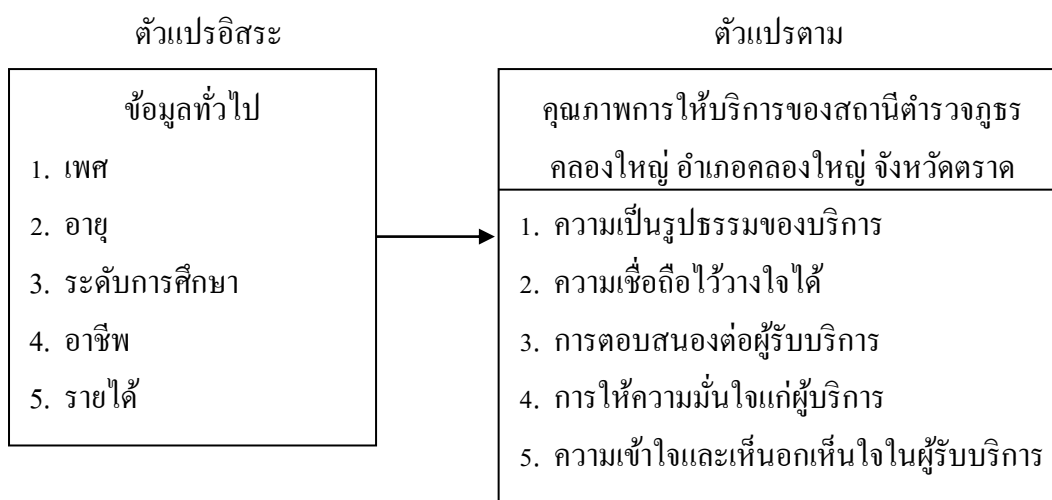 ตัวแปรอิสระ
ข้อมูลทั่วไป
1. เพศ
2. อายุ
3. ระดับการศึกษา
4. อาชีพ
5. รายได้
ตัวแปรตาม
คุณภาพการให้บริการของสถานีตำรวจภูธร
คลองใหญ่ อำเภอคลองใหญ่ จังหวัดตราด
1. ความเป็นรูปธรรมของบริการ
2. ความเชื่อถือไว้วางใจได้
3. การตอบสนองต่อผู้รับบริการ
4. การให้ความมั่นใจแก่ผู้บริการ
5. ความเข้าใจและเห็นอกเห็นใจในผู้รับบริการ